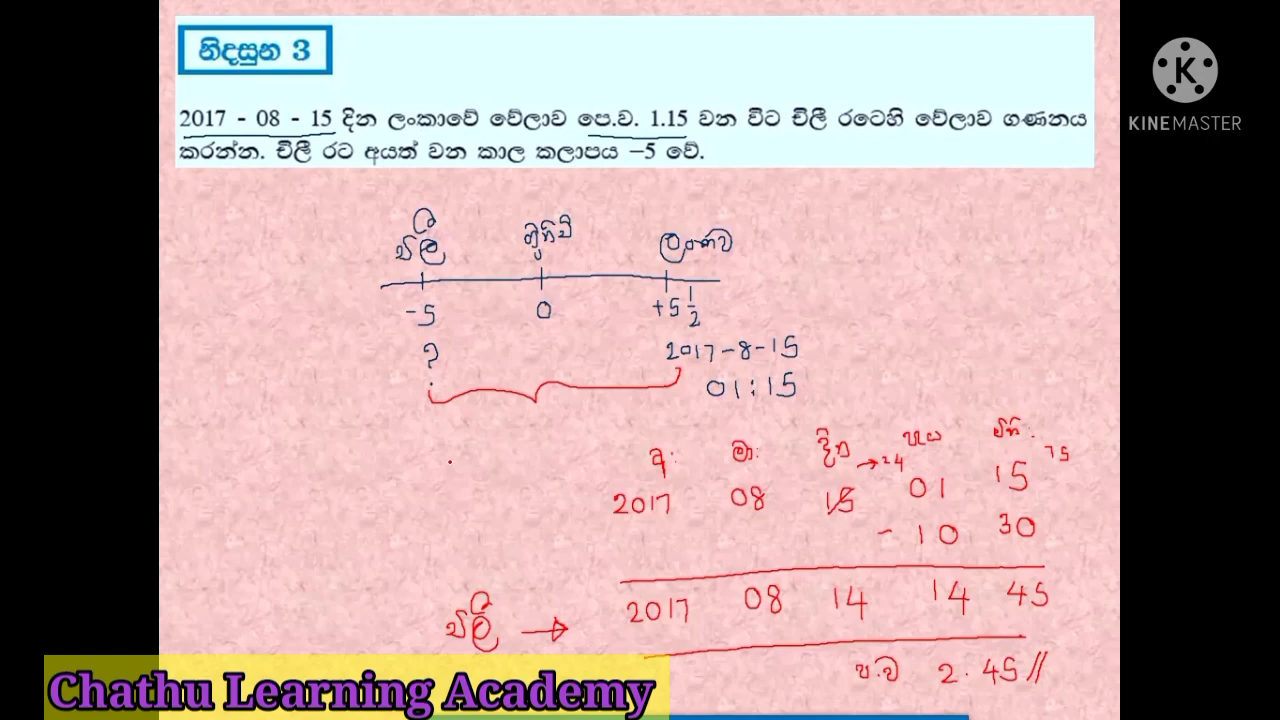 නිදසුන 3
K
KINEMASTER
2017 - 08 - 15 දින ලංකාවේ වේලාව පෙ.ව. 1.15 වන විට චිලී රටෙහි වේලාව ගණනය
කරන්න. චිලී රට අයත් වන කාල කලාපය –5 වේ.
චිලී ග්‍රිනිච් ලංකාව
-5 0 +5 1/2
? 2017-8-15
01:15
අ: මා: දින පැය මිනි.
→24 75
2017 08 15 01 15
- 10 30
චිලී → 2017 08 14 14 45
ප.ව 2.45//
Chathu Learning Academy